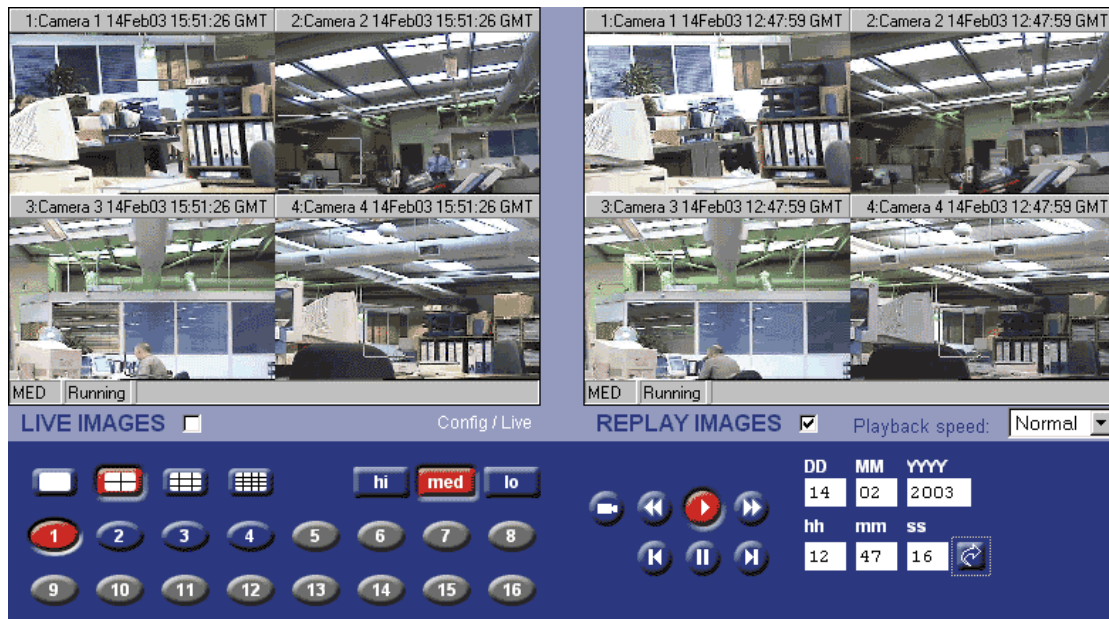 1:Camera 1 14Feb03 15:51:26 GMT
2:Camera 2 14Feb03 15:51:26 GMT
3:Camera 3 14Feb03 15:51:26 GMT
4:Camera 4 14Feb03 15:51:26 GMT
MED Running
LIVE IMAGES
Config / Live
hi med lo
1 2 3 4 5 6 7 8
9 10 11 12 13 14 15 16
1:Camera 1 14Feb03 12:47:59 GMT
2:Camera 2 14Feb03 12:47:59 GMT
3:Camera 3 14Feb03 12:47:59 GMT
4:Camera 4 14Feb03 12:47:59 GMT
MED Running
REPLAY IMAGES
Playback speed: Normal
DD MM YYYY
14 02 2003
hh mm ss
12 47 16